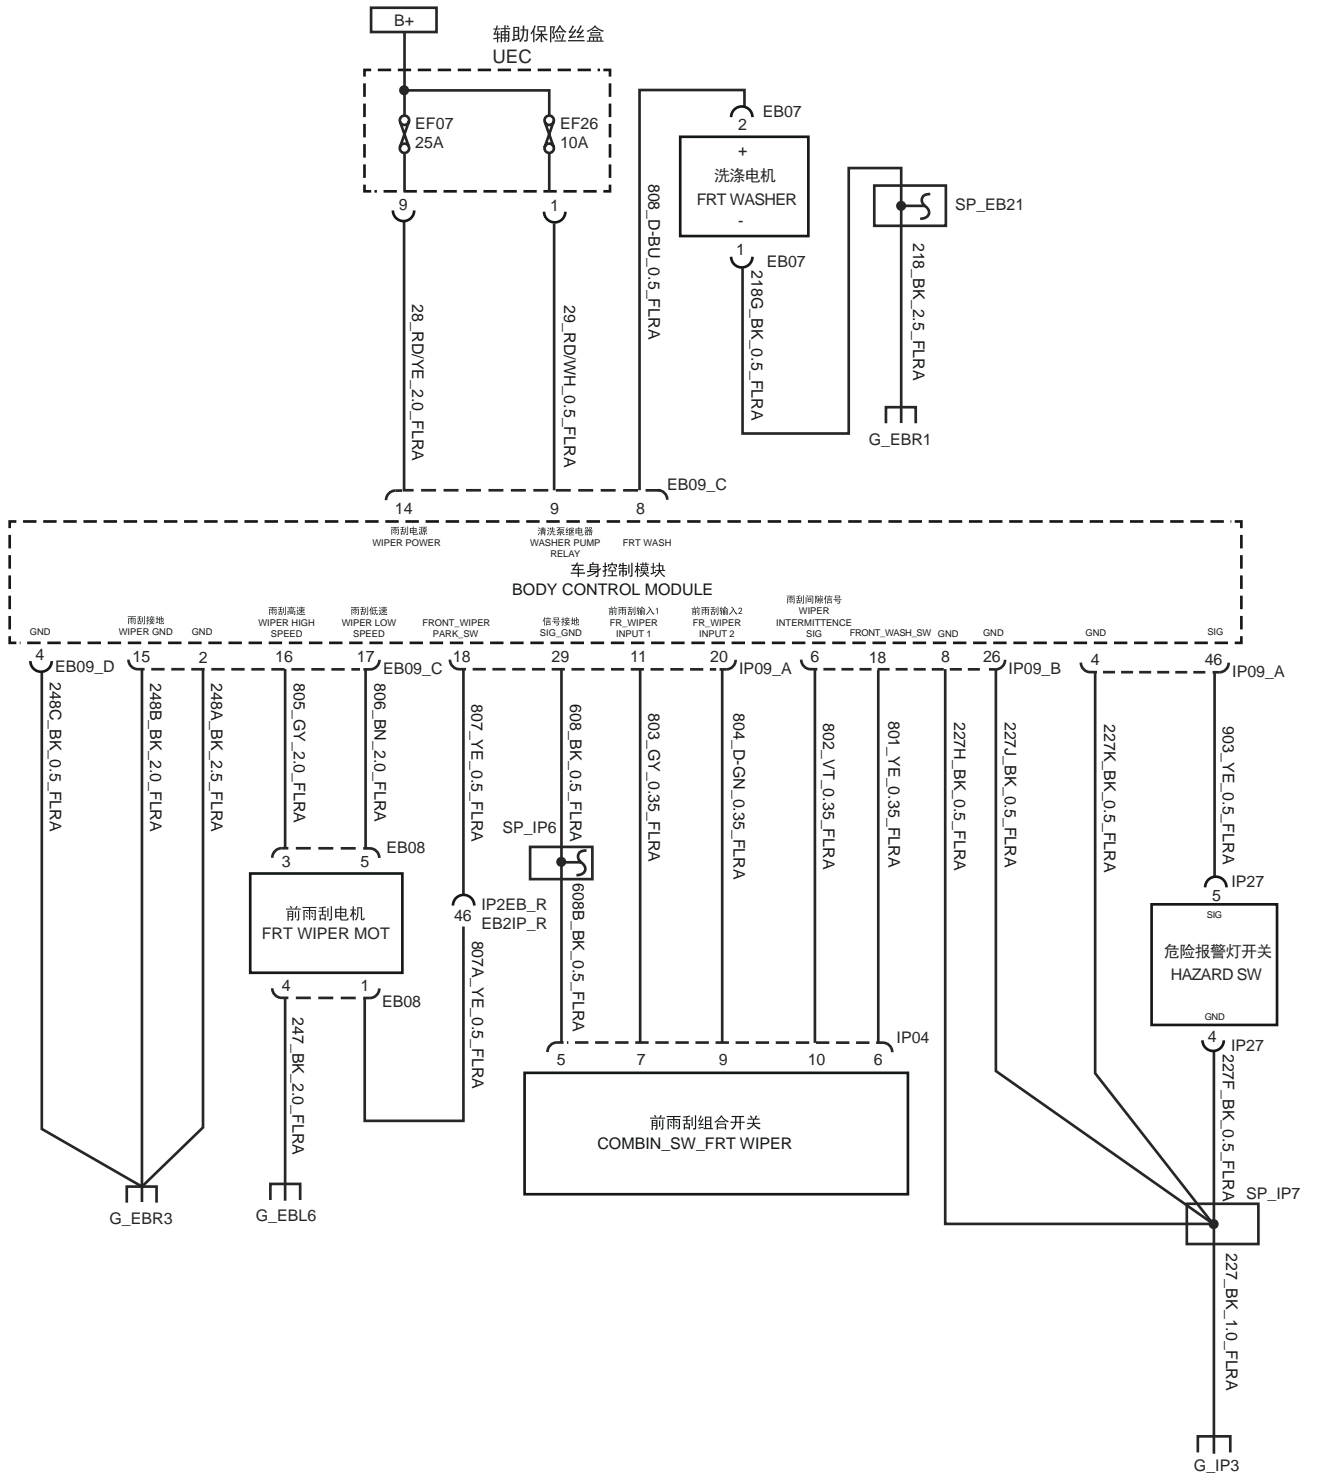 B+
辅助保险丝盒
UEC
EF07
25A
EF26
10A
9
1
EB07
2
+
洗涤电机
FRT WASHER
-
1
EB07
SP_EB21
808_D-BU_0.5_FLRA
218G_BK_0.5_FLRA
218_BK_2.5_FLRA
28_RD/YE_2.0_FLRA
29_RD/WH_0.5_FLRA
G_EBR1
EB09_C
14
9
8
雨刮电源
WIPER POWER
清洗泵继电器
WASHER PUMP
RELAY
FRT WASH
车身控制模块
BODY CONTROL MODULE
GND
雨刮接地
WIPER GND
GND
雨刮高速
WIPER HIGH
SPEED
雨刮低速
WIPER LOW
SPEED
FRONT_WIPER
PARK_SW
信号接地
SIG_GND
前雨刮输入1
FR_WIPER
INPUT 1
前雨刮输入2
FR_WIPER
INPUT 2
雨刮间隙信号
WIPER
INTERMITTENCE
SIG
FRONT_WASH_SW
GND
GND
GND
SIG
4
EB09_D
15
2
16
17
EB09_C
18
29
11
20
IP09_A
6
18
8
26
IP09_B
4
46
IP09_A
248C_BK_0.5_FLRA
248B_BK_2.0_FLRA
248A_BK_2.5_FLRA
805_GY_2.0_FLRA
806_BN_2.0_FLRA
807_YE_0.5_FLRA
608_BK_0.5_FLRA
803_GY_0.35_FLRA
804_D-GN_0.35_FLRA
802_VT_0.35_FLRA
801_YE_0.35_FLRA
227H_BK_0.5_FLRA
227J_BK_0.5_FLRA
227K_BK_0.5_FLRA
903_YE_0.5_FLRA
SP_IP6
3
5
EB08
前雨刮电机
FRT WIPER MOT
4
1
EB08
46
IP2EB_R
EB2IP_R
807A_YE_0.5_FLRA
608B_BK_0.5_FLRA
247_BK_2.0_FLRA
IP27
5
SIG
危险报警灯开关
HAZARD SW
GND
4
IP27
227F_BK_0.5_FLRA
IP04
5
7
9
10
6
前雨刮组合开关
COMBIN_SW_FRT WIPER
G_EBR3
G_EBL6
SP_IP7
227_BK_1.0_FLRA
G_IP3